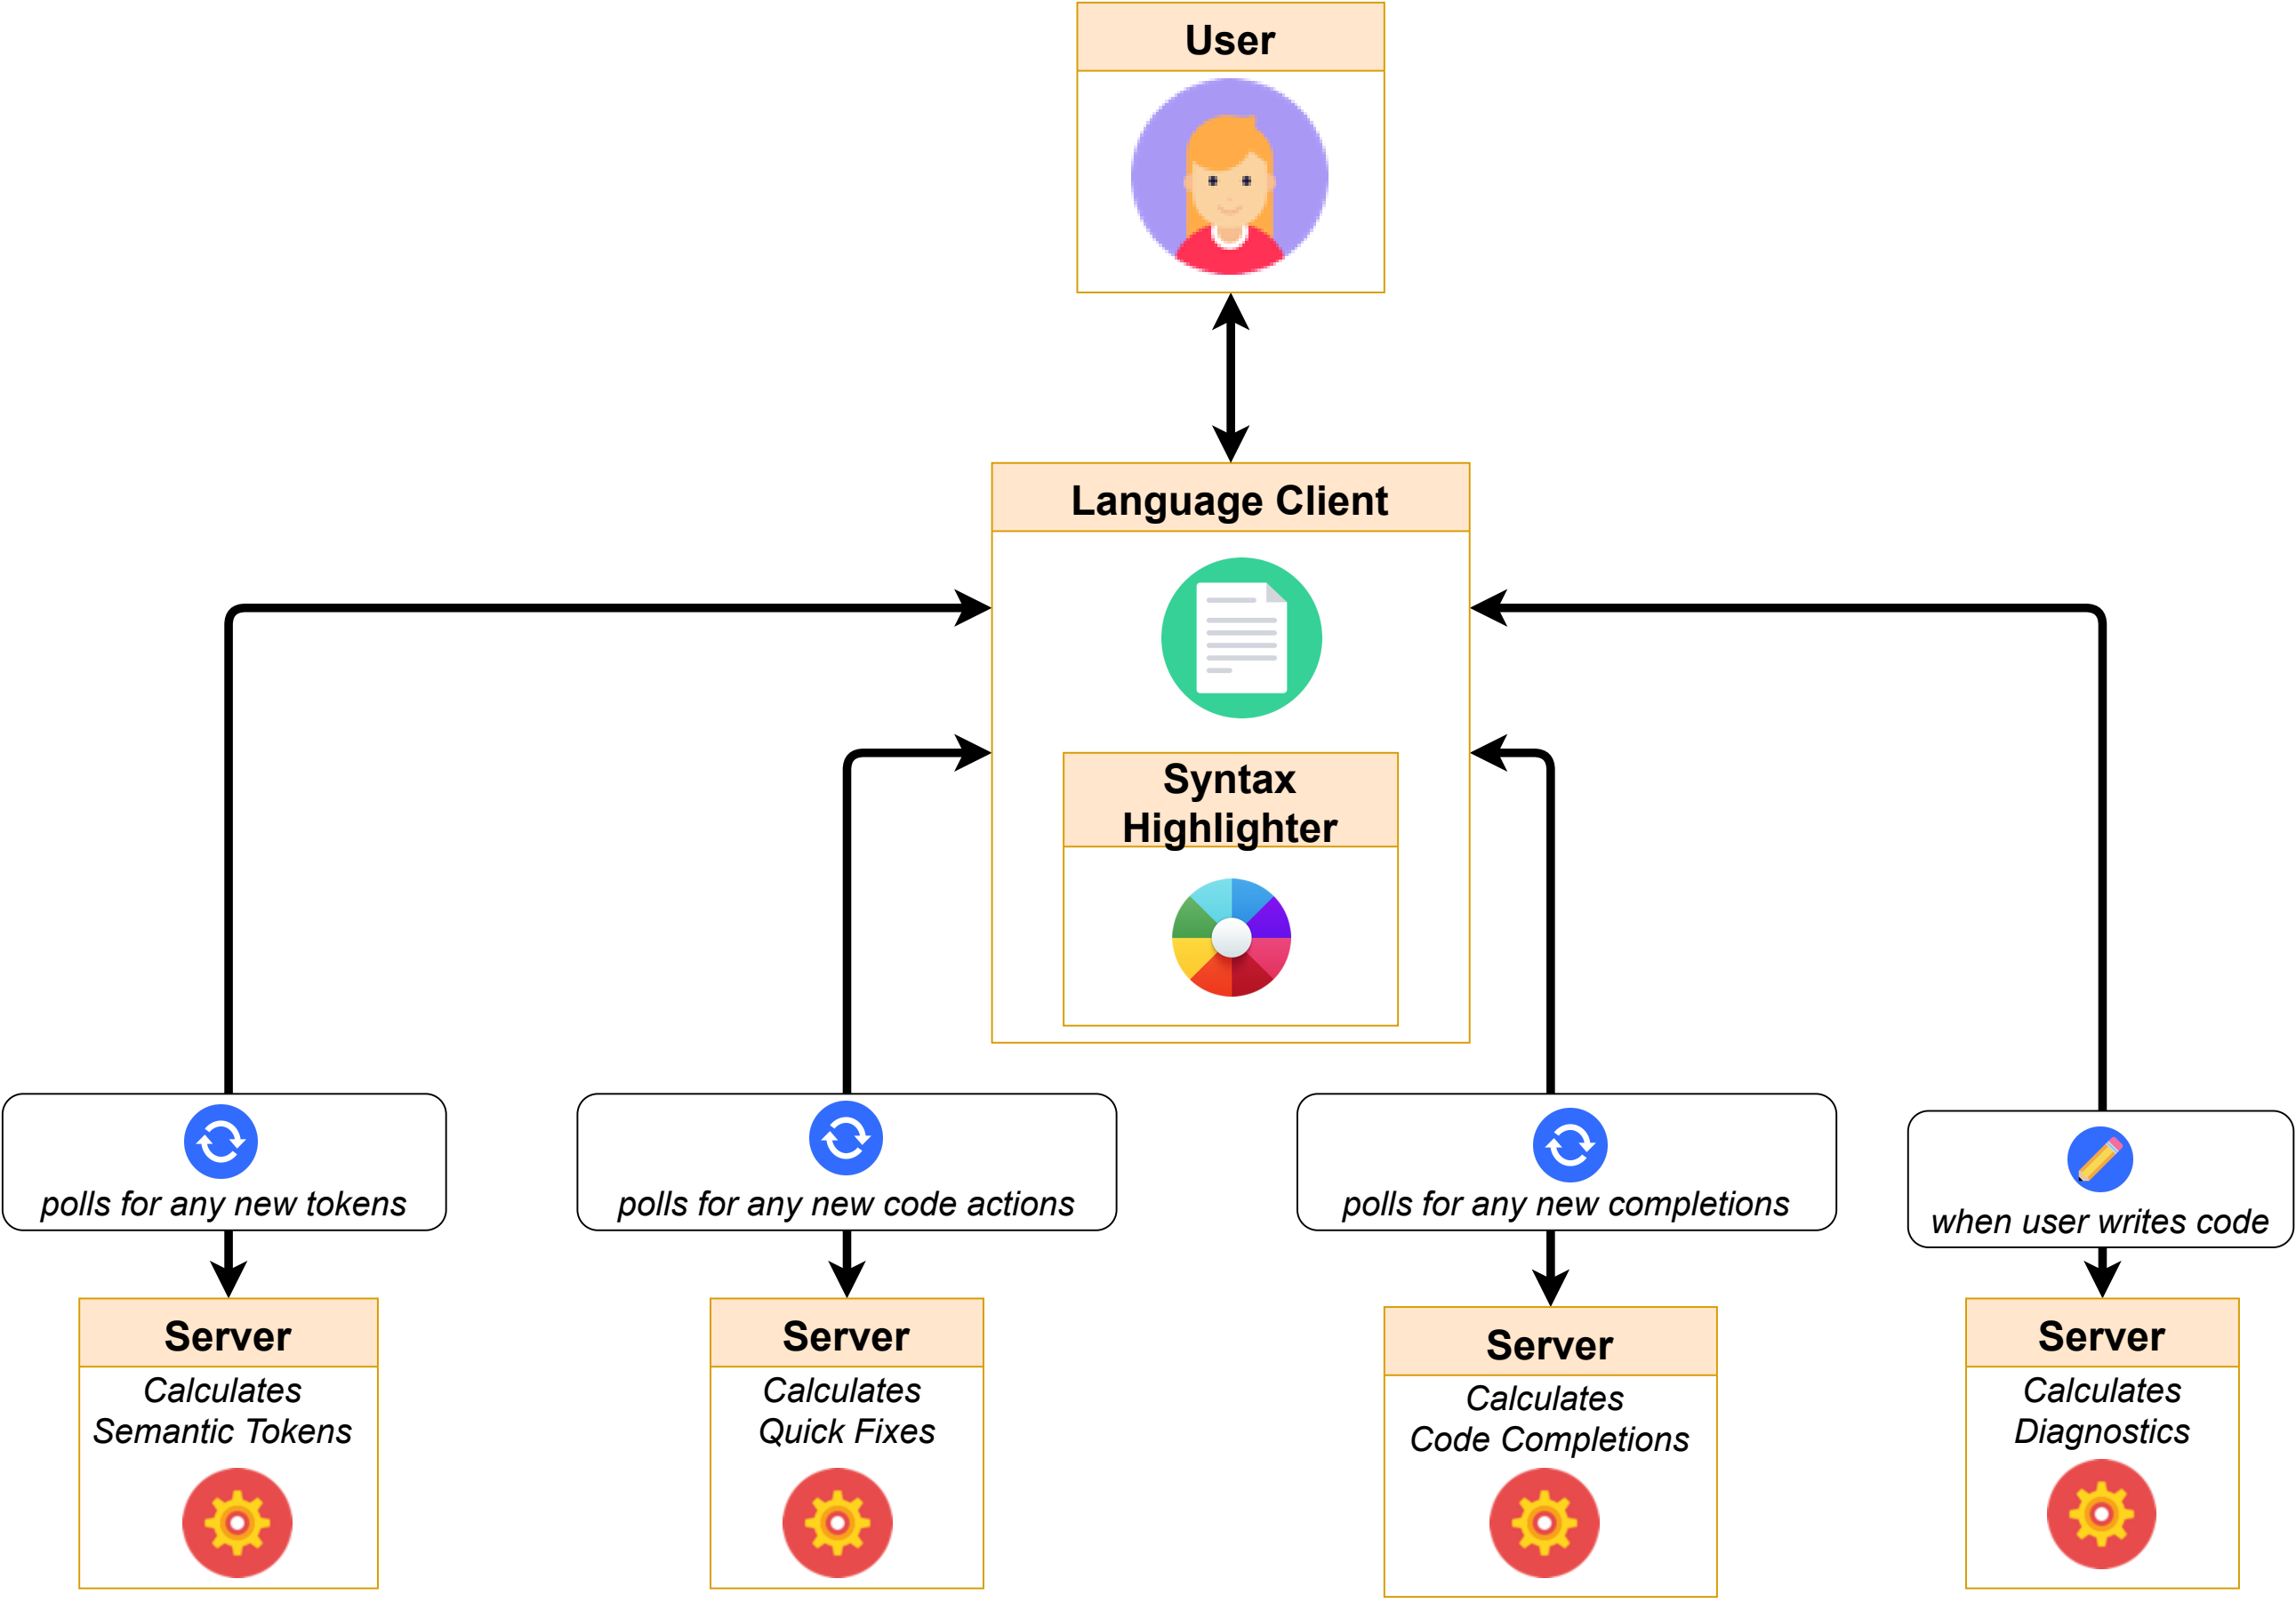 User
Language Client
Syntax
Highlighter
polls for any new tokens
polls for any new code actions
polls for any new completions
when user writes code
Server
Calculates
Semantic Tokens
Server
Calculates
Quick Fixes
Server
Calculates
Code Completions
Server
Calculates
Diagnostics